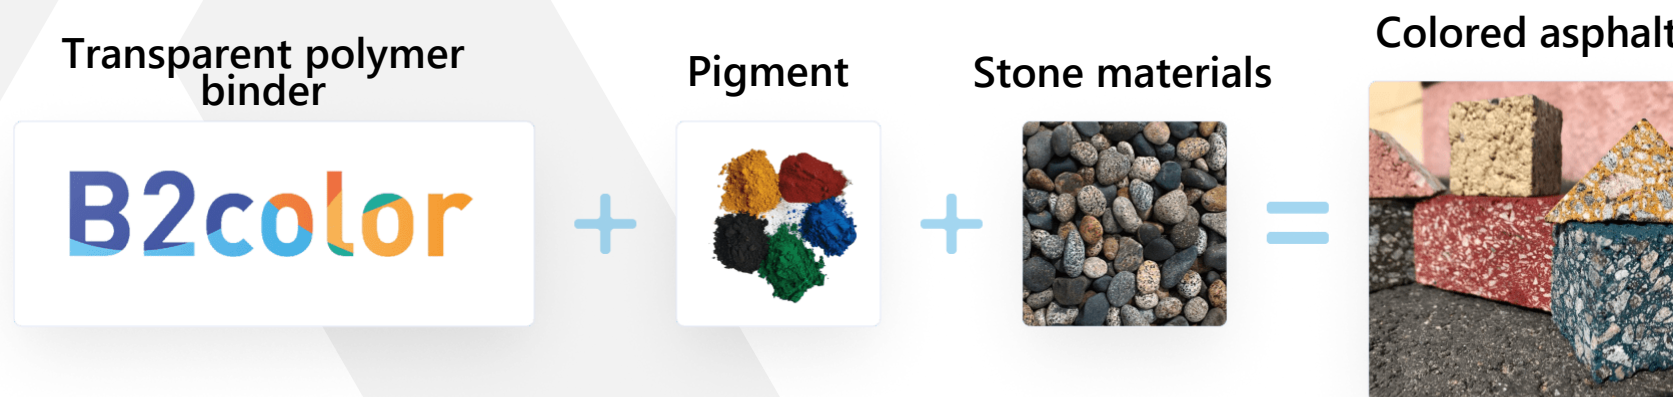 Transparent polymer
binder
Pigment
Stone materials
Colored asphalt
B2color